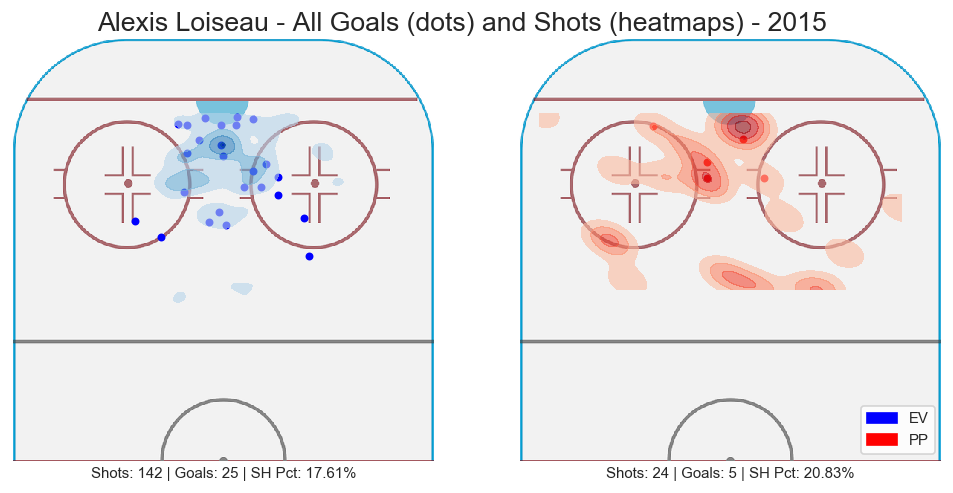 Alexis Loiseau - All Goals (dots) and Shots (heatmaps) - 2015
EV
PP
Shots: 142 | Goals: 25 | SH Pct: 17.61%
Shots: 24 | Goals: 5 | SH Pct: 20.83%